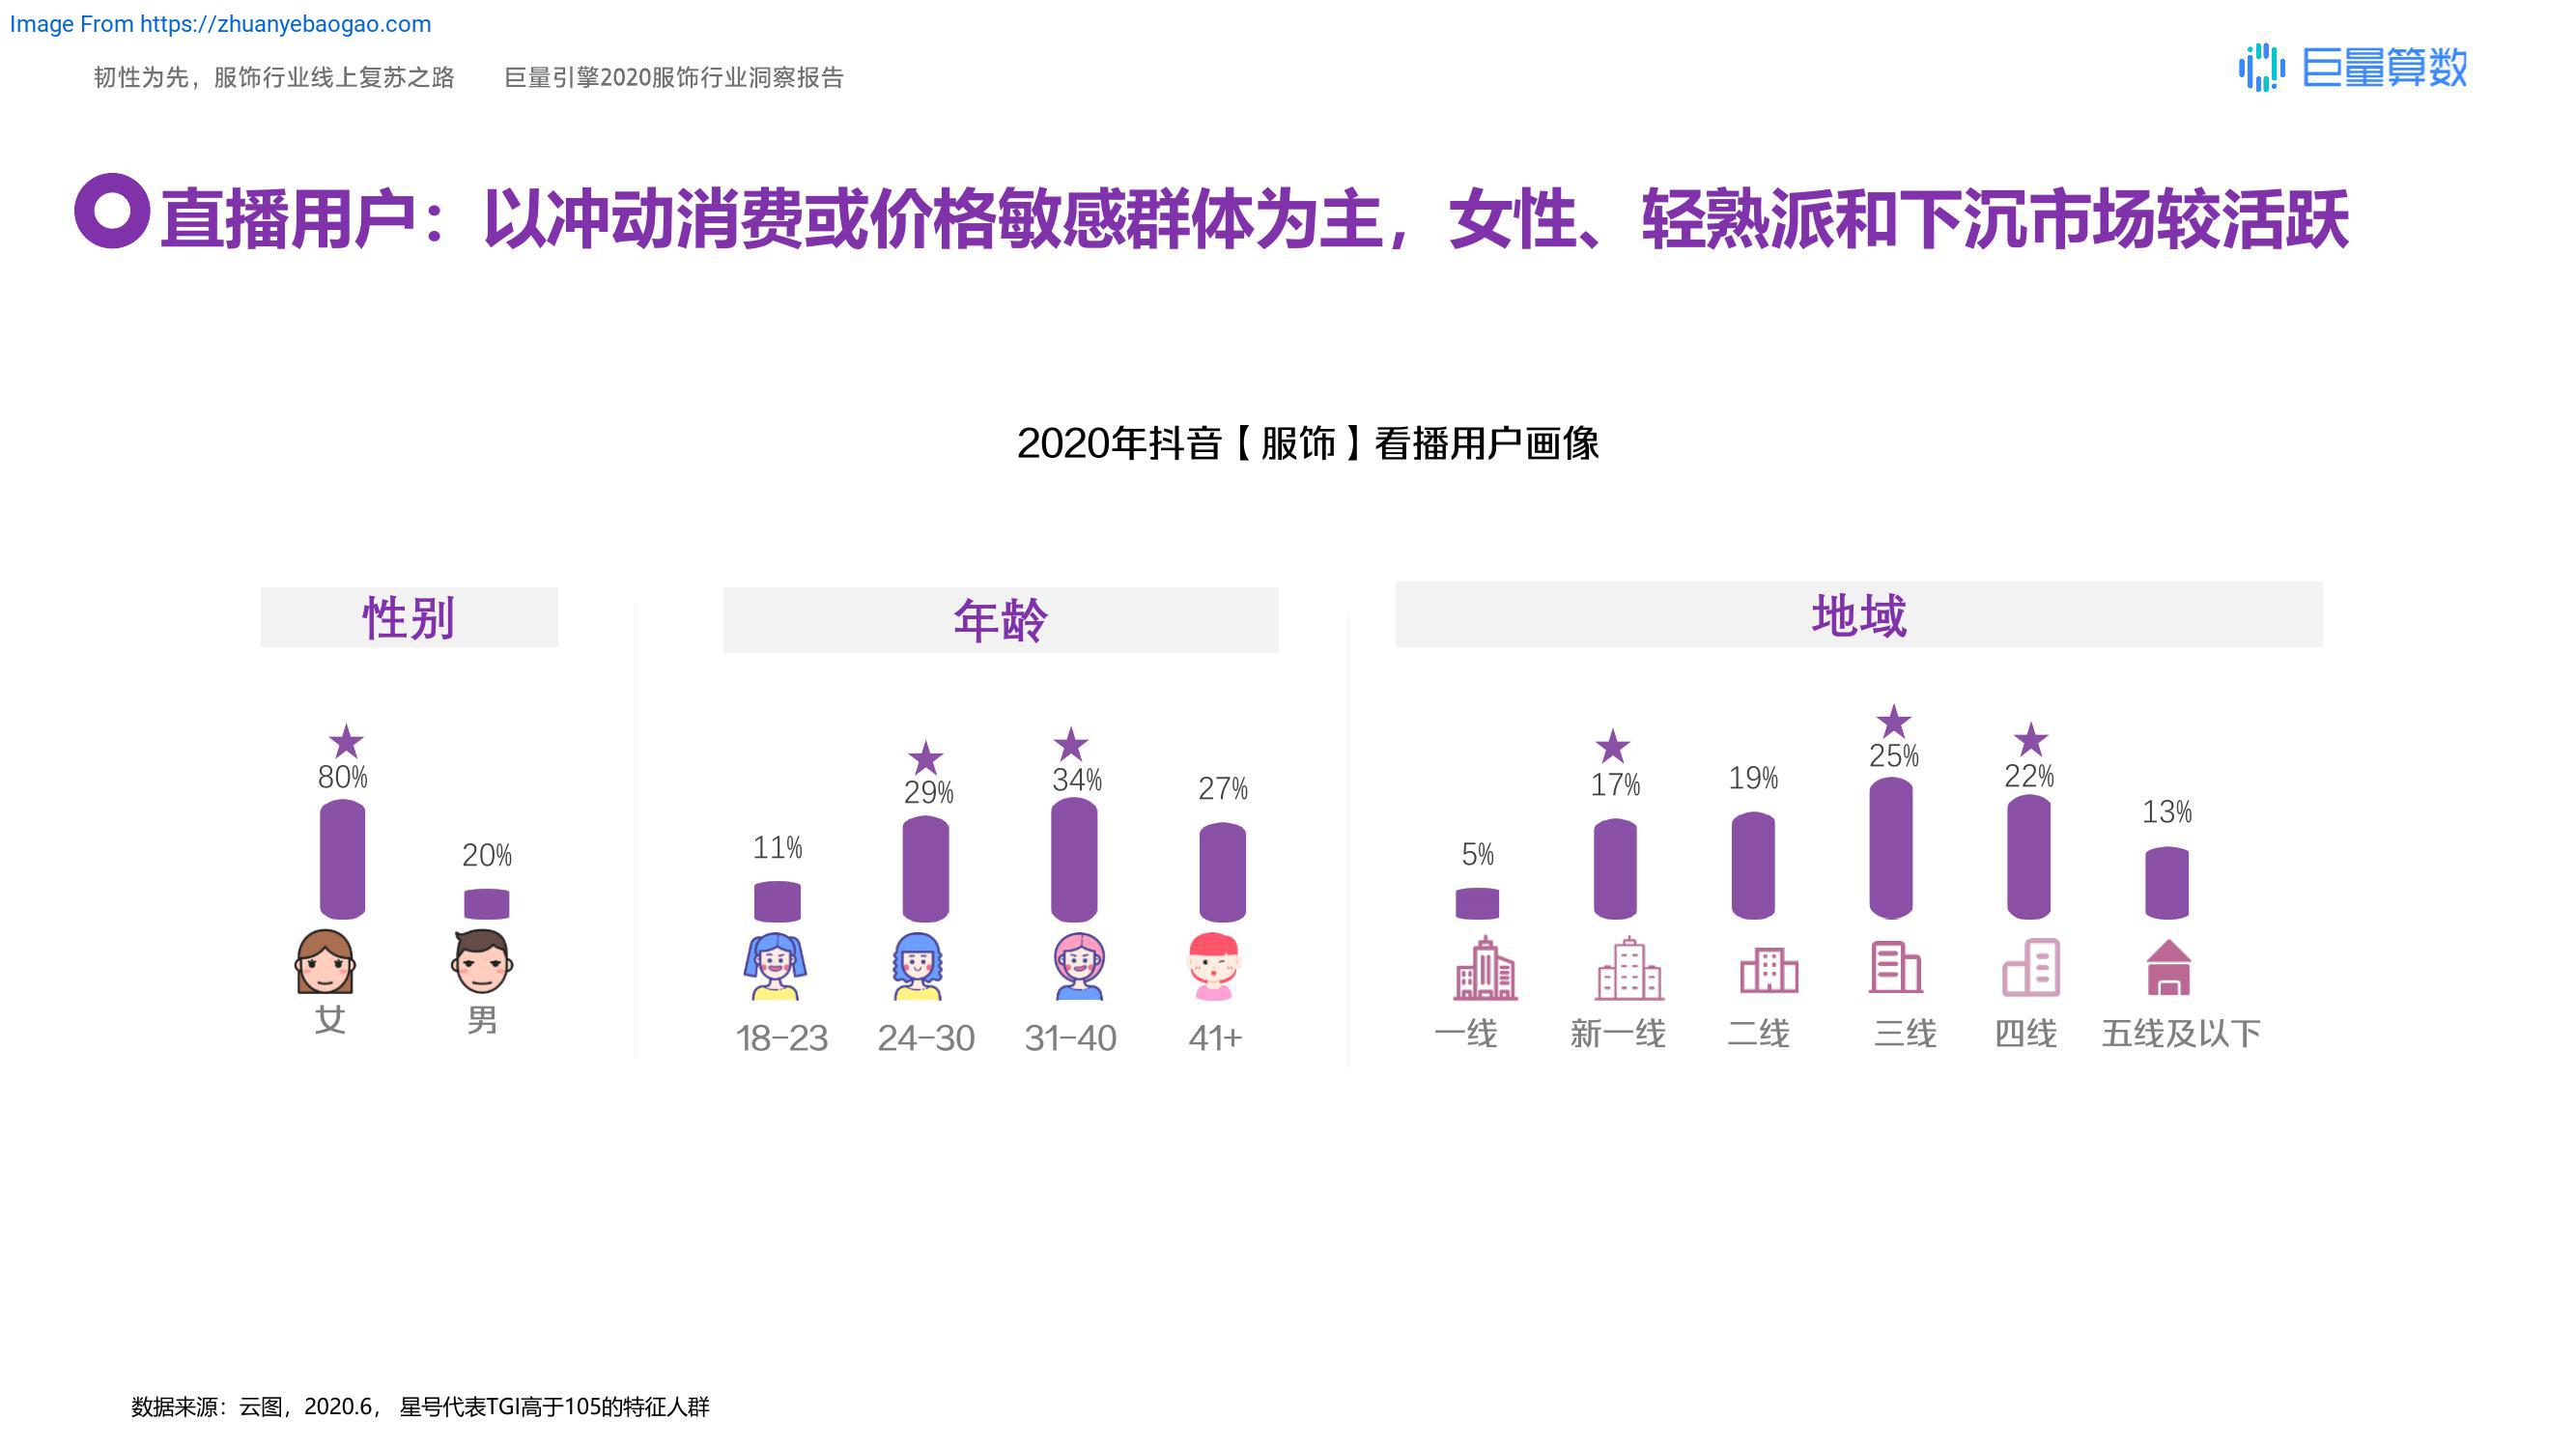 Image From https://zhuanyebaogao.com
韧性为先，服饰行业线上复苏之路 巨量引擎2020服饰行业洞察报告
巨量算数
直播用户：以冲动消费或价格敏感群体为主，女性、轻熟派和下沉市场较活跃
2020年抖音【服饰】看播用户画像
性别
★
80%
20%
女 男
年龄
★ ★
11% 29% 34% 27%
18-23 24-30 31-40 41+
地域
★ ★ ★
5% 17% 19% 25% 22% 13%
一线 新一线 二线 三线 四线 五线及以下
数据来源：云图，2020.6， 星号代表TGI高于105的特征人群